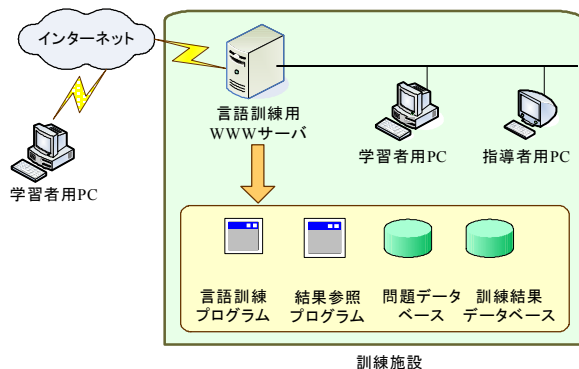 インターネット
言語訓練用
WWWサーバ
学習者用PC
指導者用PC
学習者用PC
言語訓練
プログラム
結果参照
プログラム
問題データ
ベース
訓練結果
データベース
訓練施設